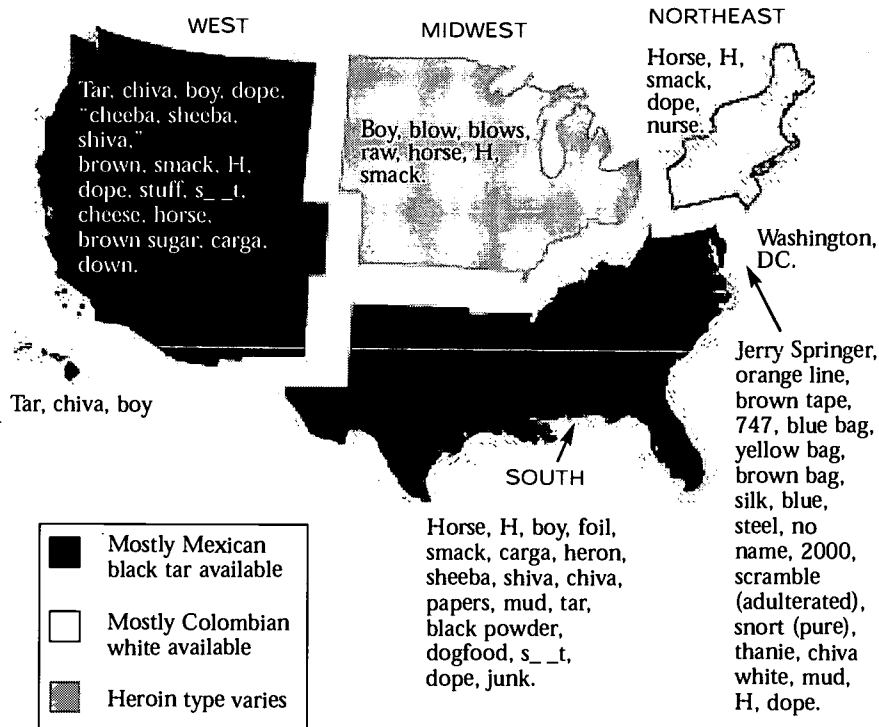 WEST
MIDWEST
NORTHEAST
Tar, chiva, boy, dope,
"cheeba, sheeba,
shiva,"
brown, smack, H,
dope, stuff, s_ _t,
cheese, horse,
brown sugar, carga,
down.
Boy, blow, blows,
raw, horse, H,
smack.
Horse, H,
smack,
dope,
nurse.
Tar, chiva, boy
Washington,
DC.
Jerry Springer,
orange line,
brown tape,
747, blue bag,
yellow bag,
brown bag,
silk, blue,
steel, no
name, 2000,
scramble
(adulterated),
snort (pure),
thanie, chiva
white, mud,
H, dope.
SOUTH
Horse, H, boy, foil,
smack, carga, heron,
sheeba, shiva, chiva,
papers, mud, tar,
black powder,
dogfood, s_ _t,
dope, junk.
Mostly Mexican
black tar available
Mostly Colombian
white available
Heroin type varies